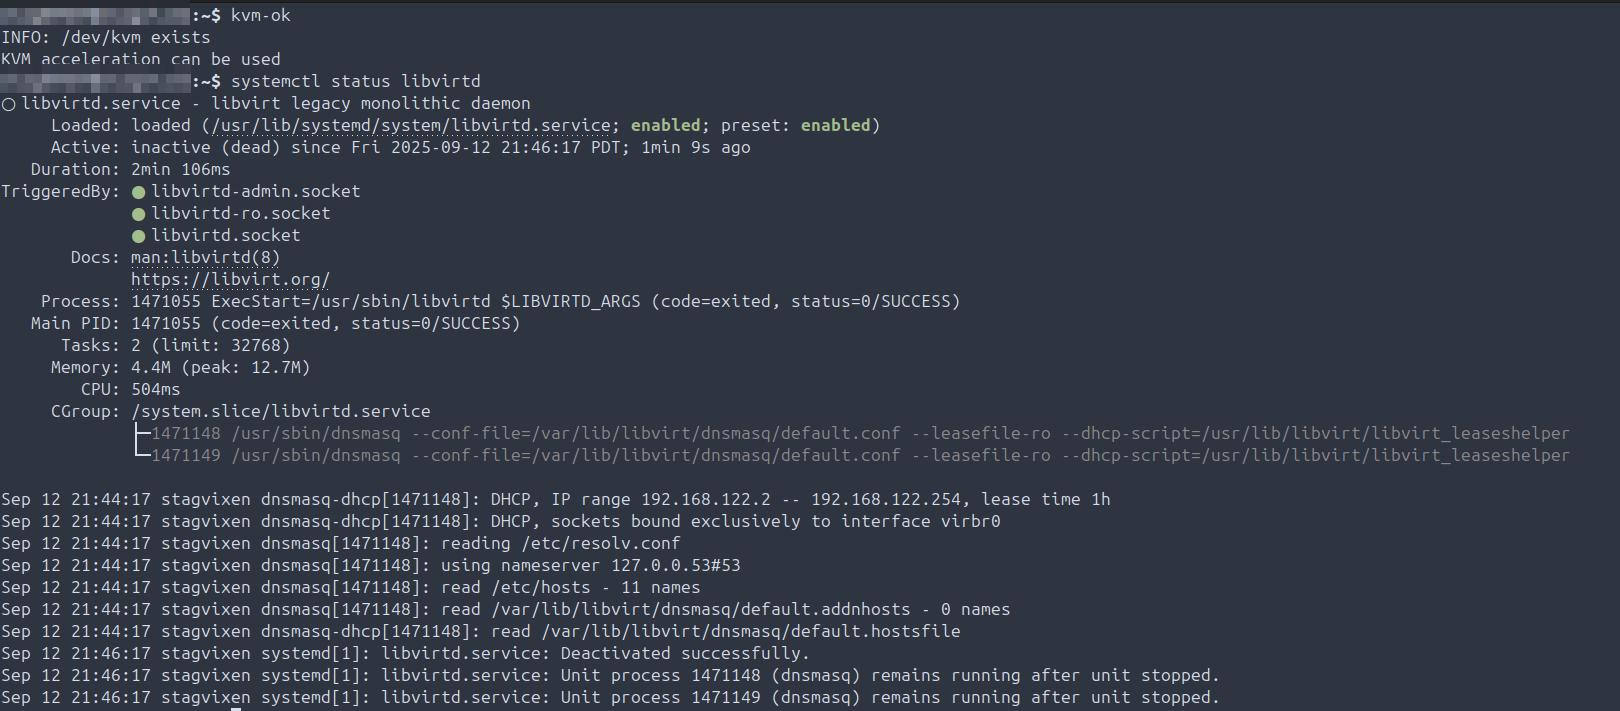 :~$ kvm-ok
INFO: /dev/kvm exists
KVM acceleration can be used
:~$ systemctl status libvirtd
○ libvirtd.service - libvirt legacy monolithic daemon
Loaded: loaded (/usr/lib/systemd/system/libvirtd.service; enabled; preset: enabled)
Active: inactive (dead) since Fri 2025-09-12 21:46:17 PDT; 1min 9s ago
Duration: 2min 106ms
TriggeredBy: ● libvirtd-admin.socket
● libvirtd-ro.socket
● libvirtd.socket
Docs: man:libvirtd(8)
https://libvirt.org/
Process: 1471055 ExecStart=/usr/sbin/libvirtd $LIBVIRTD_ARGS (code=exited, status=0/SUCCESS)
Main PID: 1471055 (code=exited, status=0/SUCCESS)
Tasks: 2 (limit: 32768)
Memory: 4.4M (peak: 12.7M)
CPU: 504ms
CGroup: /system.slice/libvirtd.service
├─1471148 /usr/sbin/dnsmasq --conf-file=/var/lib/libvirt/dnsmasq/default.conf --leasefile-ro --dhcp-script=/usr/lib/libvirt/libvirt_leaseshelper
└─1471149 /usr/sbin/dnsmasq --conf-file=/var/lib/libvirt/dnsmasq/default.conf --leasefile-ro --dhcp-script=/usr/lib/libvirt/libvirt_leaseshelper
Sep 12 21:44:17 stagvixen dnsmasq-dhcp[1471148]: DHCP, IP range 192.168.122.2 -- 192.168.122.254, lease time 1h
Sep 12 21:44:17 stagvixen dnsmasq-dhcp[1471148]: DHCP, sockets bound exclusively to interface virbr0
Sep 12 21:44:17 stagvixen dnsmasq[1471148]: reading /etc/resolv.conf
Sep 12 21:44:17 stagvixen dnsmasq[1471148]: using nameserver 127.0.0.53#53
Sep 12 21:44:17 stagvixen dnsmasq[1471148]: read /etc/hosts - 11 names
Sep 12 21:44:17 stagvixen dnsmasq[1471148]: read /var/lib/libvirt/dnsmasq/default.addnhosts - 0 names
Sep 12 21:44:17 stagvixen dnsmasq-dhcp[1471148]: read /var/lib/libvirt/dnsmasq/default.hostsfile
Sep 12 21:46:17 stagvixen systemd[1]: libvirtd.service: Deactivated successfully.
Sep 12 21:46:17 stagvixen systemd[1]: libvirtd.service: Unit process 1471148 (dnsmasq) remains running after unit stopped.
Sep 12 21:46:17 stagvixen systemd[1]: libvirtd.service: Unit process 1471149 (dnsmasq) remains running after unit stopped.